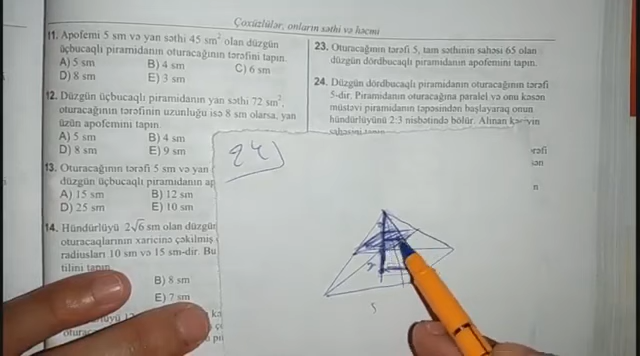 Çoxüzlülər, onların səthi və həcmi
11. Apofemi 5 sm və yan səthi 45 sm² olan düzgün
üçbucaqlı piramidanın oturacağının tərəfini tapın.
A) 5 sm B) 4 sm C) 6 sm
D) 8 sm E) 3 sm
12. Düzgün üçbucaqlı piramidanın yan səthi 72 sm²,
oturacağının tərəfinin uzunluğu isə 8 sm olarsa, yan
üzün apofemini tapın.
A) 5 sm B) 4 sm
D) 8 sm E) 9 sm
13. Oturacağının tərəfi 5 sm və yan
düzgün üçbucaqlı piramidanın ap
A) 15 sm B) 12 sm
D) 25 sm E) 10 sm
14. Hündürlüyü 2√6 sm olan düzgün
oturacaqlarının xaricinə çəkilmiş
radiusları 10 sm və 15 sm-dir. Bu
tilini tapın.
B) 8 sm
E) 7 sm
23. Oturacağının tərəfi 5, tam səthinin sahəsi 65 olan
düzgün dördbucaqlı piramidanın apofemini tapın.
24. Düzgün dördbucaqlı piramidanın oturacağının tərəfi
5-dir. Piramidanın oturacağına paralel və onu kəsən
müstəvi piramidanın təpəsindən başlayaraq onun
hündürlüyünü 2:3 nisbətində bölür. Alınan kəsiyin
sahəsini tapın.
24)
5